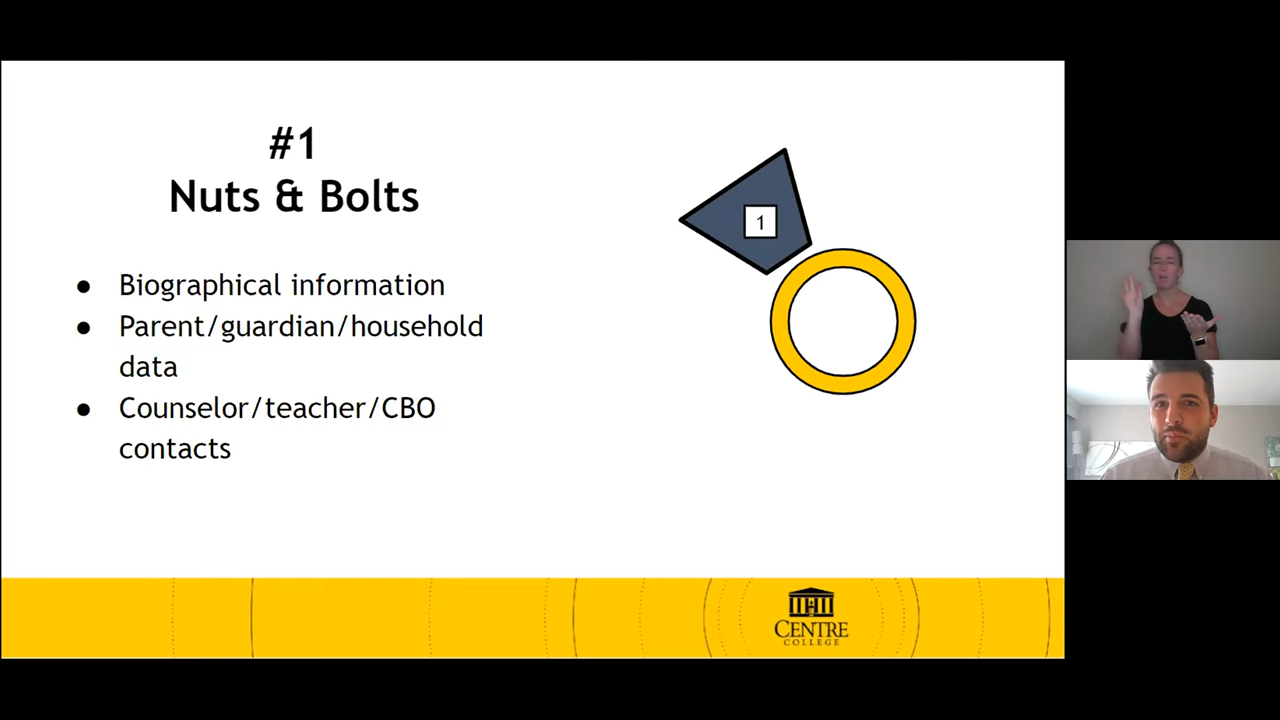 #1
Nuts & Bolts
● Biographical information
● Parent/guardian/household
data
● Counselor/teacher/CBO
contacts
1
CENTRE
COLLEGE